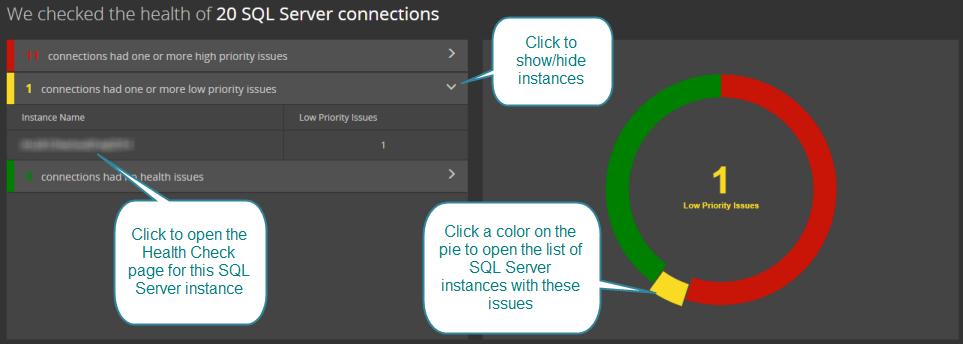 We checked the health of 20 SQL Server connections
11 connections had one or more high priority issues
1 connections had one or more low priority issues
Instance Name Low Priority Issues
1
connections had no health issues
Click to
show/hide
instances
Click to open the
Health Check
page for this SQL
Server instance
1
Low Priority Issues
Click a color on the
pie to open the list of
SQL Server
instances with these
issues